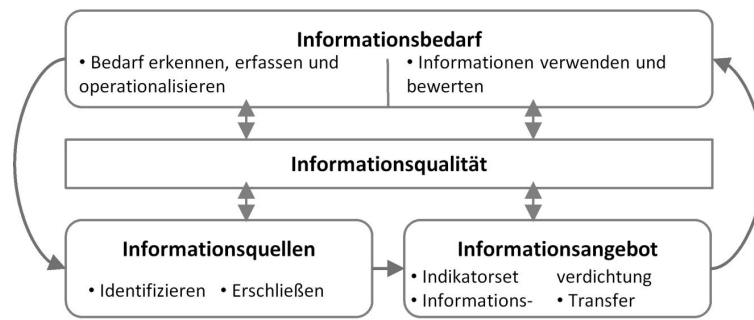 Informationsbedarf
• Bedarf erkennen, erfassen und
operationalisieren
• Informationen verwenden und
bewerten
Informationsqualität
Informationsquellen
• Identifizieren • Erschließen
Informationsangebot
• Indikatorset
• Informations-
verdichtung
• Transfer